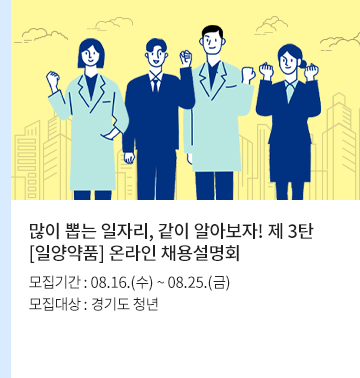 많이 뽑는 일자리, 같이 알아보자! 제 3탄
[일양약품] 온라인 채용설명회
모집기간 : 08.16.(수) ~ 08.25.(금)
모집대상 : 경기도 청년